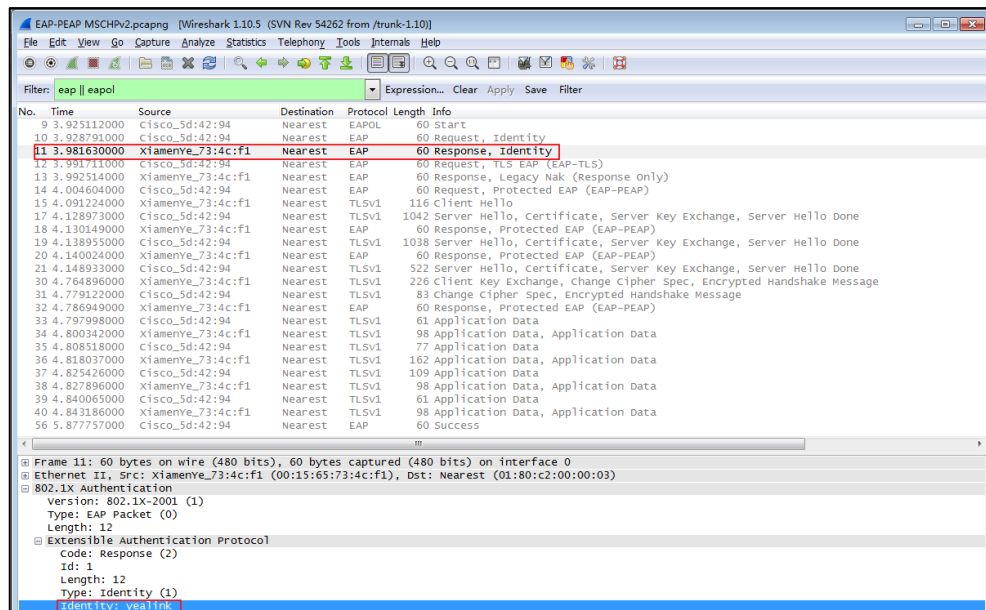 EAP-PEAP MSCHPv2.pcapng [Wireshark 1.10.5 (SVN Rev 54262 from /trunk-1.10)]
File Edit View Go Capture Analyze Statistics Telephony Tools Internals Help
Filter: eap || eapol Expression... Clear Apply Save Filter
No. Time Source Destination Protocol Length Info
9 3.925112000 Cisco_5d:42:94 Nearest EAPOL 60 Start
10 3.928791000 Cisco_5d:42:94 Nearest EAP 60 Request, Identity
11 3.981630000 XiamenYe_73:4c:f1 Nearest EAP 60 Response, Identity
12 3.991711000 Cisco_5d:42:94 Nearest EAP 60 Request, TLS EAP (EAP-TLS)
13 3.992514000 XiamenYe_73:4c:f1 Nearest EAP 60 Response, Legacy Nak (Response Only)
14 4.004604000 Cisco_5d:42:94 Nearest EAP 60 Request, Protected EAP (EAP-PEAP)
15 4.091224000 XiamenYe_73:4c:f1 Nearest TLSv1 116 Client Hello
17 4.128973000 Cisco_5d:42:94 Nearest TLSv1 1042 Server Hello, Certificate, Server Key Exchange, Server Hello Done
18 4.130149000 XiamenYe_73:4c:f1 Nearest EAP 60 Response, Protected EAP (EAP-PEAP)
19 4.138955000 Cisco_5d:42:94 Nearest TLSv1 1038 Server Hello, Certificate, Server Key Exchange, Server Hello Done
20 4.140024000 XiamenYe_73:4c:f1 Nearest EAP 60 Response, Protected EAP (EAP-PEAP)
21 4.148933000 Cisco_5d:42:94 Nearest TLSv1 522 Server Hello, Certificate, Server Key Exchange, Server Hello Done
30 4.764896000 XiamenYe_73:4c:f1 Nearest TLSv1 226 Client Key Exchange, Change Cipher Spec, Encrypted Handshake Message
31 4.779122000 Cisco_5d:42:94 Nearest TLSv1 83 Change Cipher Spec, Encrypted Handshake Message
32 4.786949000 XiamenYe_73:4c:f1 Nearest EAP 60 Response, Protected EAP (EAP-PEAP)
33 4.797998000 Cisco_5d:42:94 Nearest TLSv1 61 Application Data
34 4.800342000 XiamenYe_73:4c:f1 Nearest TLSv1 98 Application Data, Application Data
35 4.808518000 Cisco_5d:42:94 Nearest TLSv1 77 Application Data
36 4.818037000 XiamenYe_73:4c:f1 Nearest TLSv1 162 Application Data, Application Data
37 4.825426000 Cisco_5d:42:94 Nearest TLSv1 109 Application Data
38 4.827896000 XiamenYe_73:4c:f1 Nearest TLSv1 98 Application Data, Application Data
39 4.840065000 Cisco_5d:42:94 Nearest TLSv1 61 Application Data
40 4.843186000 XiamenYe_73:4c:f1 Nearest TLSv1 98 Application Data, Application Data
56 5.877757000 Cisco_5d:42:94 Nearest EAP 60 Success
Frame 11: 60 bytes on wire (480 bits), 60 bytes captured (480 bits) on interface 0
Ethernet II, Src: XiamenYe_73:4c:f1 (00:15:65:73:4c:f1), Dst: Nearest (01:80:c2:00:00:03)
802.1X Authentication
Version: 802.1X-2001 (1)
Type: EAP Packet (0)
Length: 12
Extensible Authentication Protocol
Code: Response (2)
Id: 1
Length: 12
Type: Identity (1)
Identity: yealink